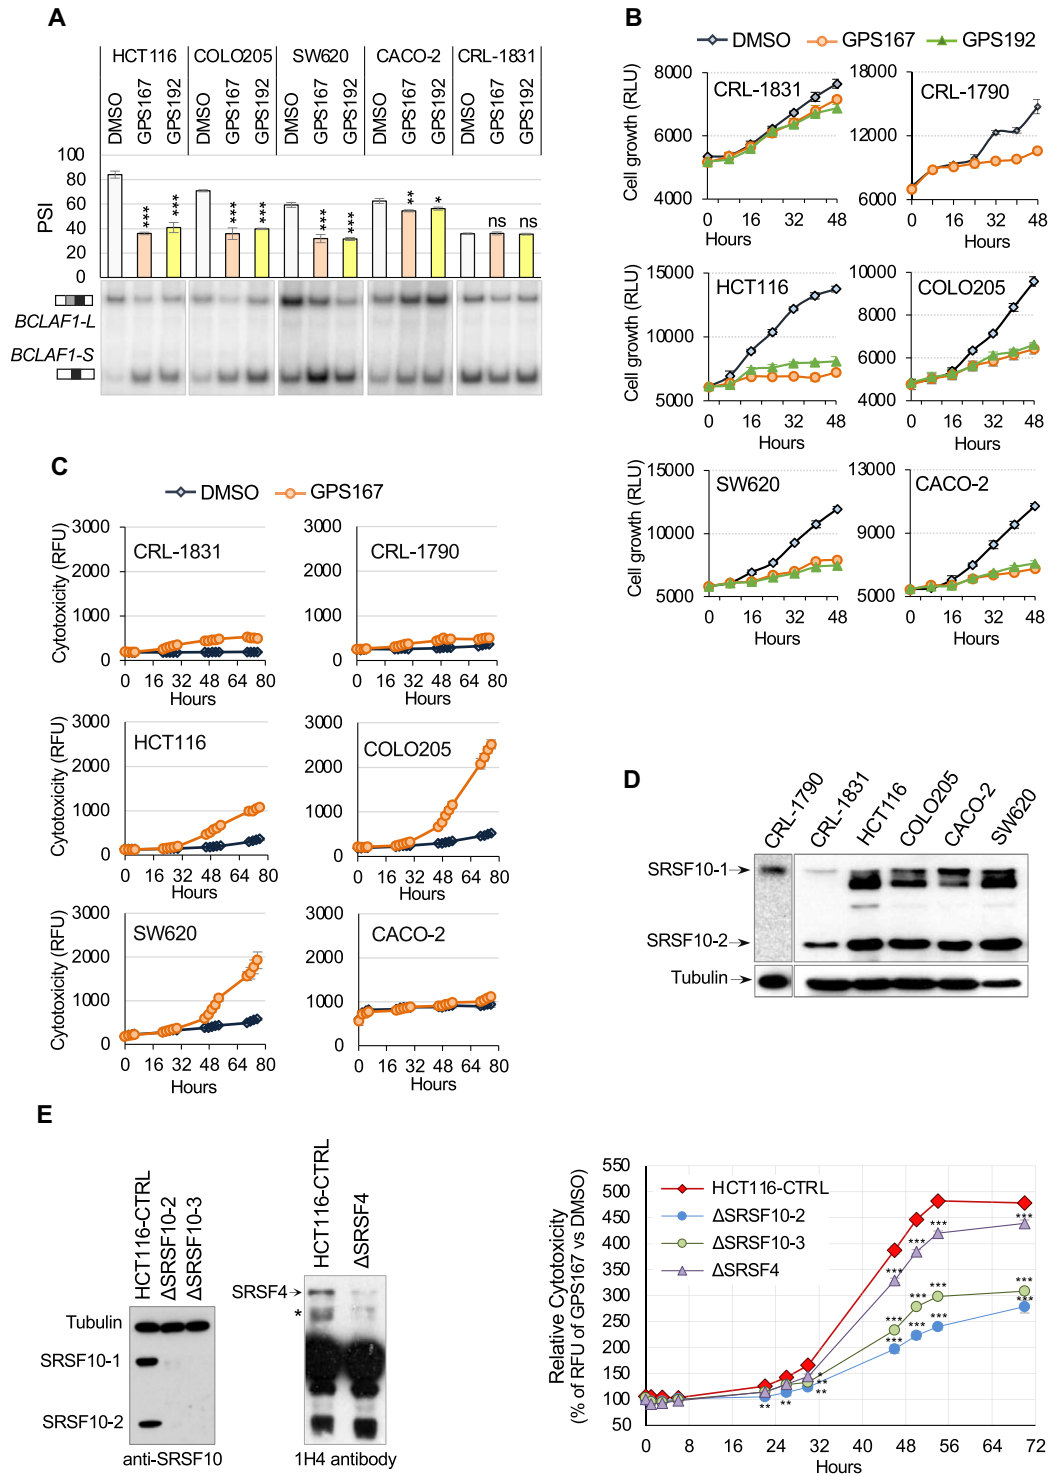 A
HCT116 COLO205 SW620 CACO-2 CRL-1831
DMSO GPS167 GPS192 DMSO GPS167 GPS192 DMSO GPS167 GPS192 DMSO GPS167 GPS192 DMSO GPS167 GPS192
PSI
100
80
60
40
20
0
*** *** *** *** *** *** ** * ns ns
BCLAF1-L
BCLAF1-S
B
DMSO GPS167 GPS192
Cell growth (RLU)
CRL-1831
8000
6000
4000
0 16 32 48
Hours
CRL-1790
18000
12000
6000
0 16 32 48
Hours
Cell growth (RLU)
HCT116
15000
10000
5000
0 16 32 48
Hours
COLO205
10000
8000
6000
4000
0 16 32 48
Hours
Cell growth (RLU)
SW620
15000
10000
5000
0 16 32 48
Hours
CACO-2
13000
9000
5000
0 16 32 48
Hours
C
DMSO GPS167
Cytotoxicity (RFU)
CRL-1831
3000
2000
1000
0
0 16 32 48 64 80
Hours
CRL-1790
3000
2000
1000
0
0 16 32 48 64 80
Hours
Cytotoxicity (RFU)
HCT116
3000
2000
1000
0
0 16 32 48 64 80
Hours
COLO205
3000
2000
1000
0
0 16 32 48 64 80
Hours
Cytotoxicity (RFU)
SW620
3000
2000
1000
0
0 16 32 48 64 80
Hours
CACO-2
3000
2000
1000
0
0 16 32 48 64 80
Hours
D
CRL-1790 CRL-1831 HCT116 COLO205 CACO-2 SW620
SRSF10-1
SRSF10-2
Tubulin
E
HCT116-CTRL ΔSRSF10-2 ΔSRSF10-3
Tubulin
SRSF10-1
SRSF10-2
anti-SRSF10
HCT116-CTRL ΔSRSF4
SRSF4
*
1H4 antibody
Relative Cytotoxicity
(% of RFU of GPS167 vs DMSO)
550
500
450
400
350
300
250
200
150
100
50
HCT116-CTRL
ΔSRSF10-2
ΔSRSF10-3
ΔSRSF4
** ** * ** ** *** *** *** *** *** *** *** *** *** *** *** ***
0 8 16 24 32 40 48 56 64 72
Hours